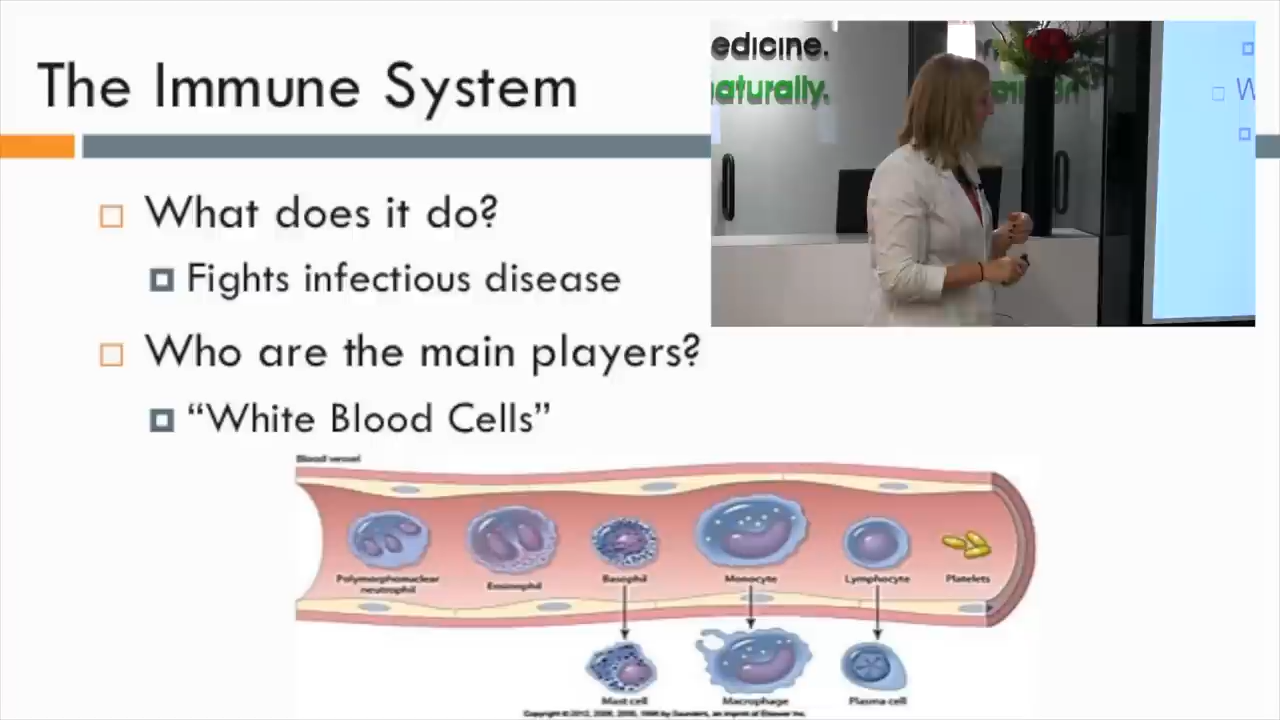 The Immune System
edicine.
aturally.
W
What does it do?
Fights infectious disease
Who are the main players?
“White Blood Cells”
Blood vessel
Polymorphonuclear
neutrophil
Eosinophil
Basophil
Monocyte
Lymphocyte
Platelets
Mast cell
Macrophage
Plasma cell